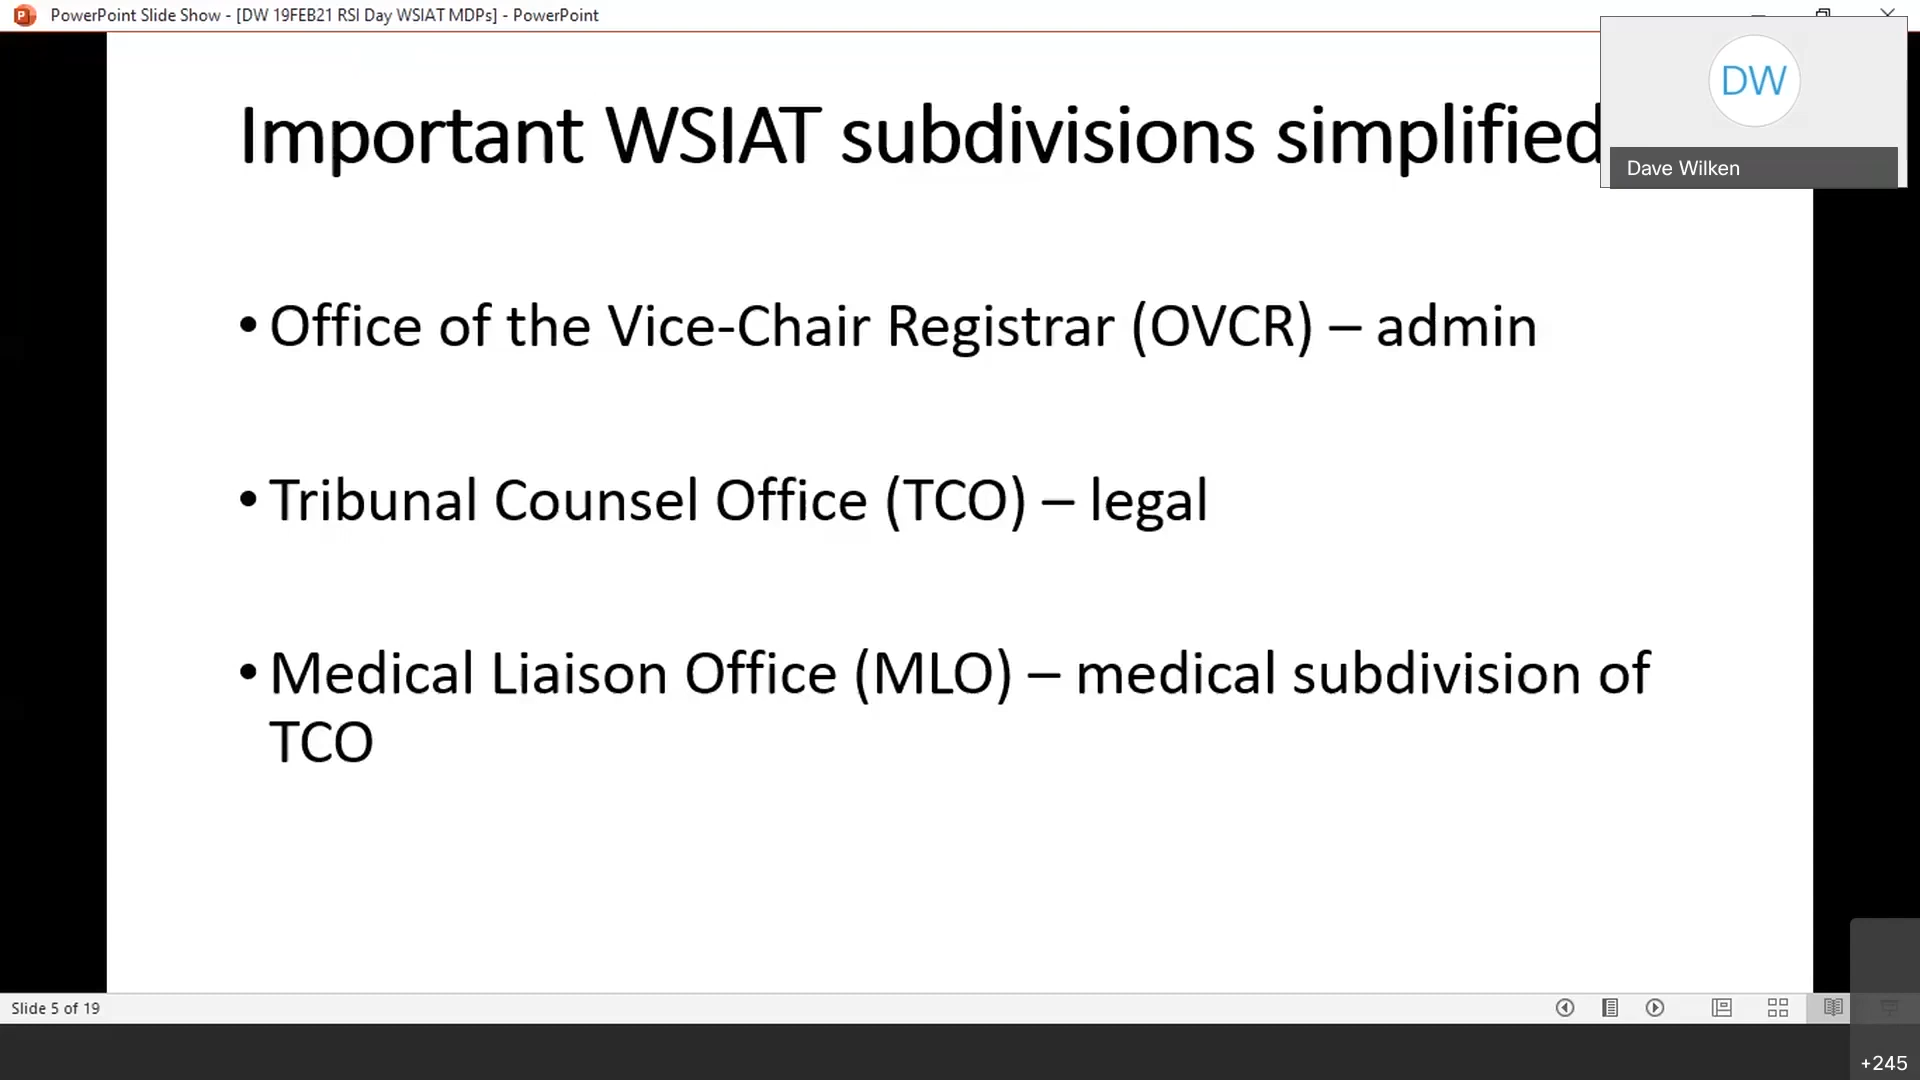 PowerPoint Slide Show - [DW 19FEB21 RSI Day WSIAT MDPs] - PowerPoint
DW
Dave Wilken
Important WSIAT subdivisions simplified
• Office of the Vice-Chair Registrar (OVCR) – admin
• Tribunal Counsel Office (TCO) – legal
• Medical Liaison Office (MLO) – medical subdivision of
TCO
Slide 5 of 19
+245